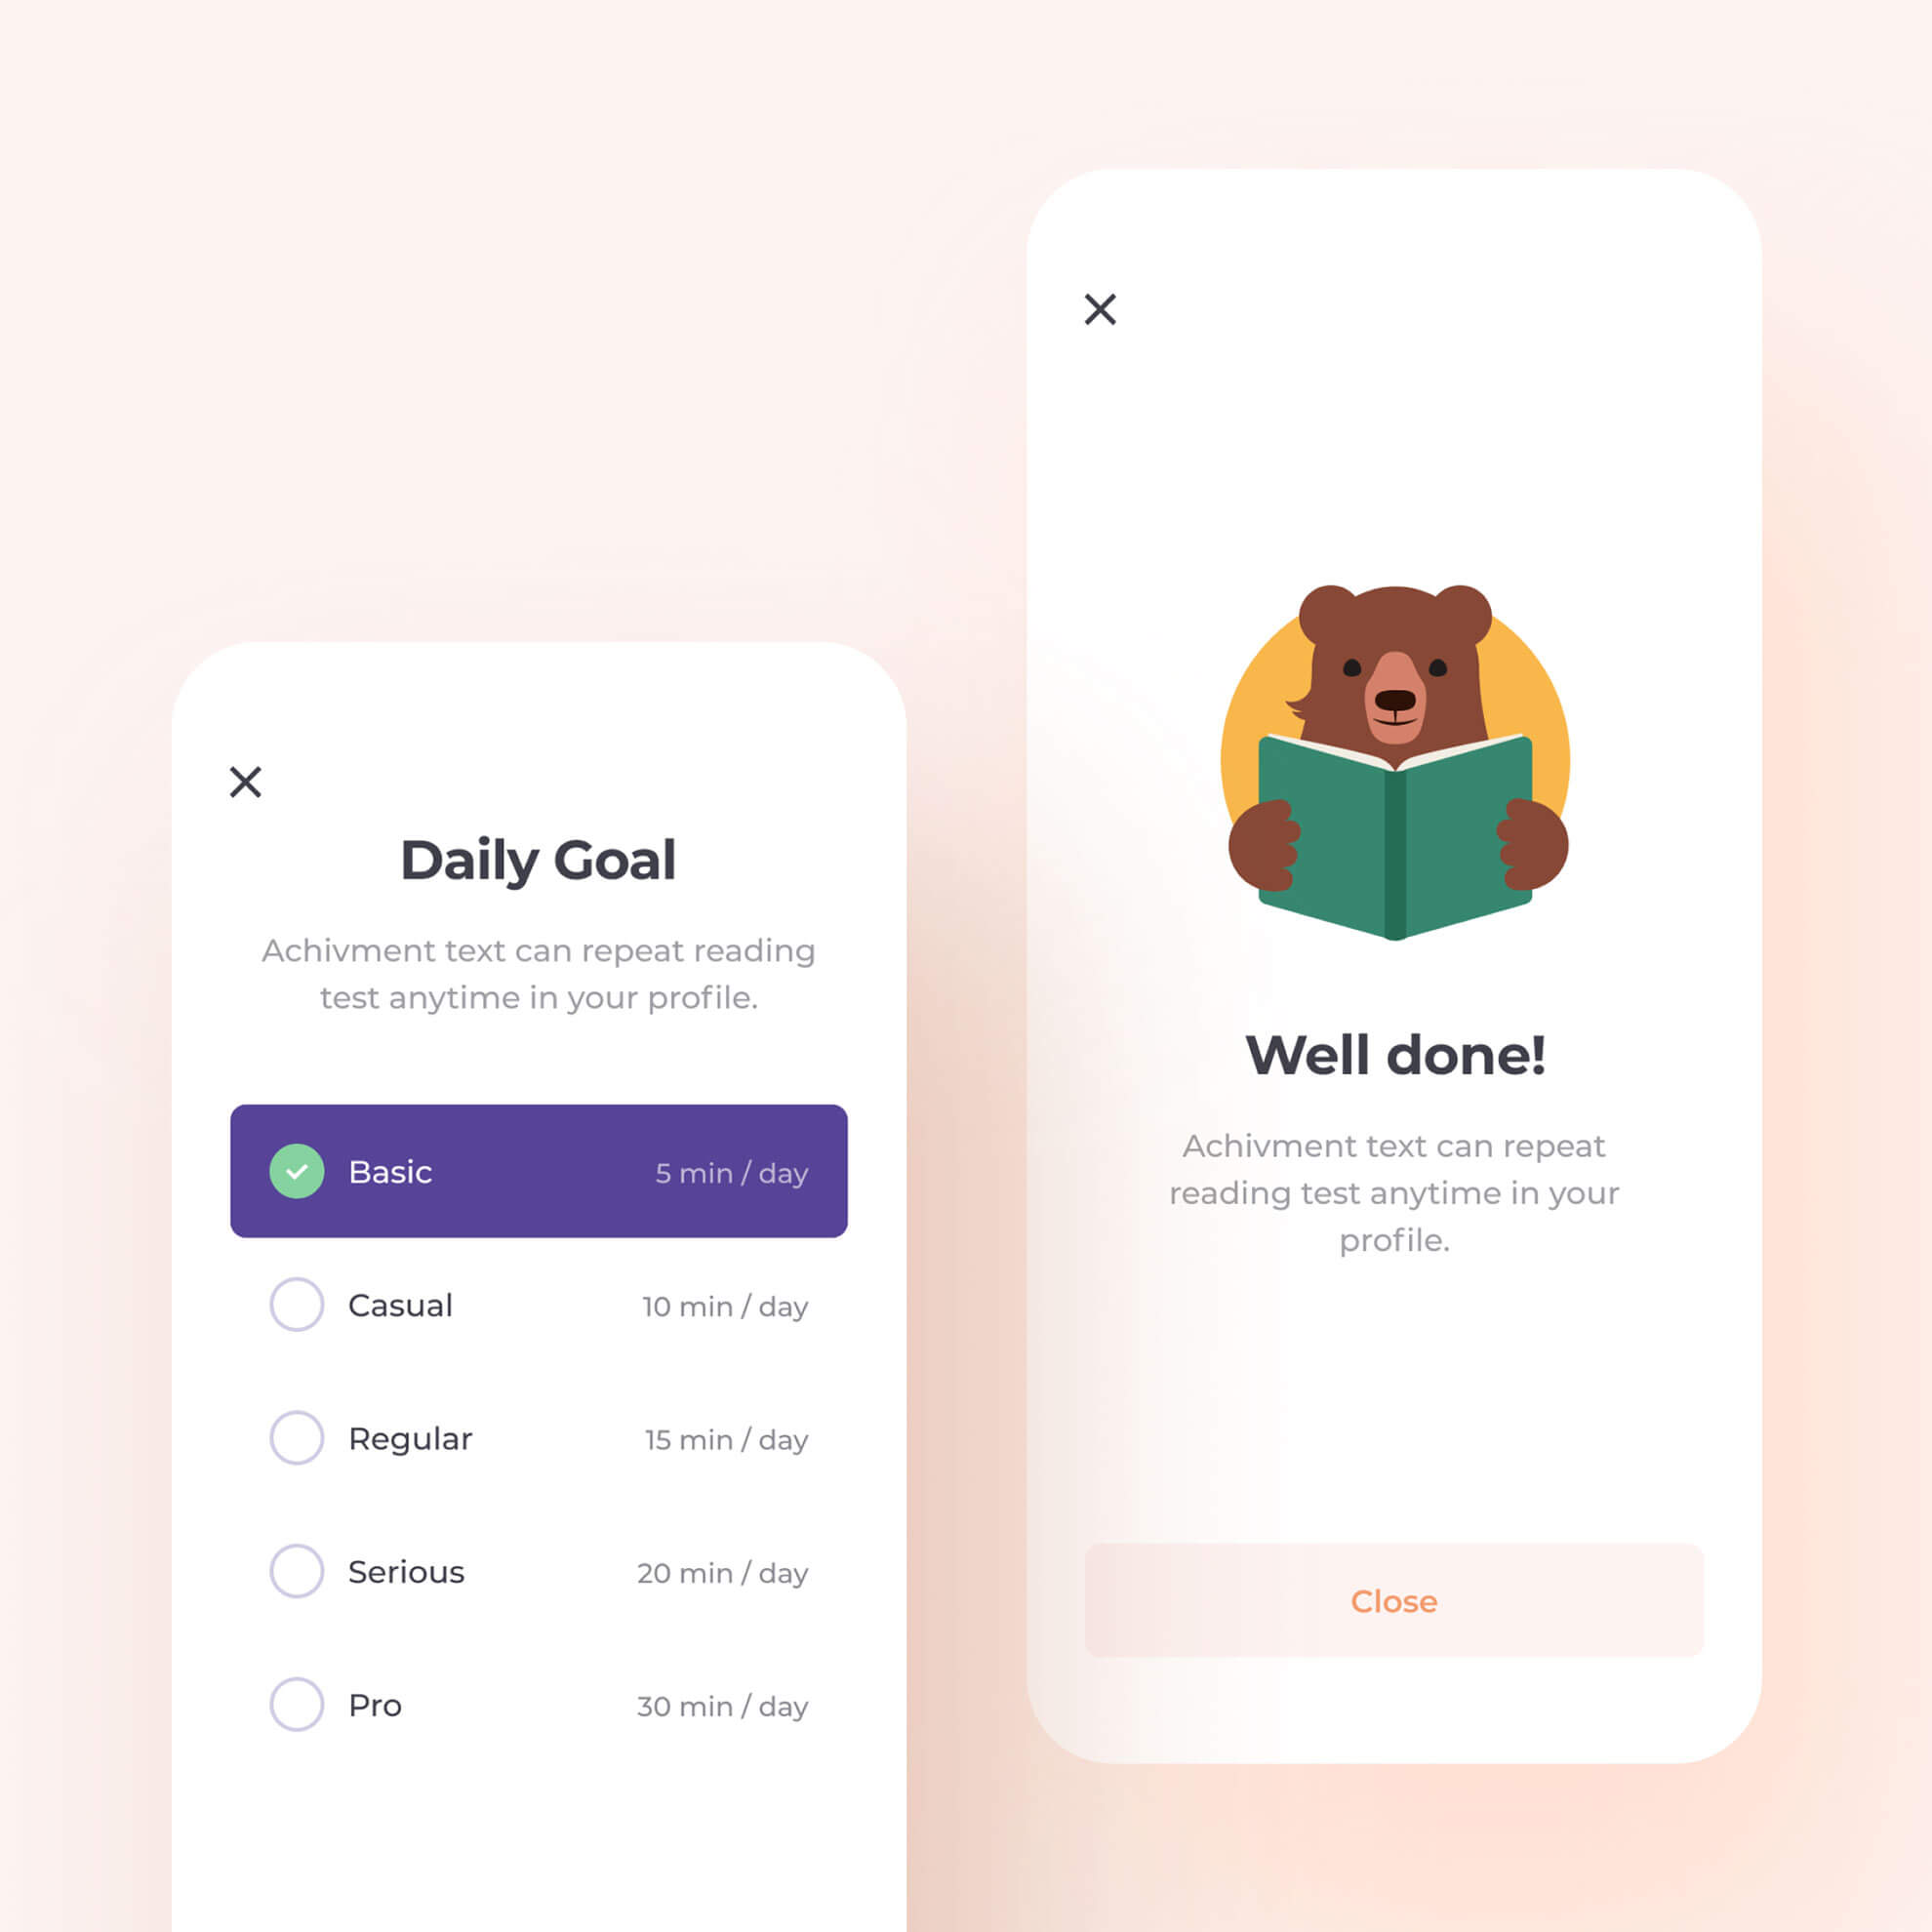 Daily Goal
Achivment text can repeat reading
test anytime in your profile.
Basic 5 min / day
Casual 10 min / day
Regular 15 min / day
Serious 20 min / day
Pro 30 min / day
Well done!
Achivment text can repeat
reading test anytime in your
profile.
Close